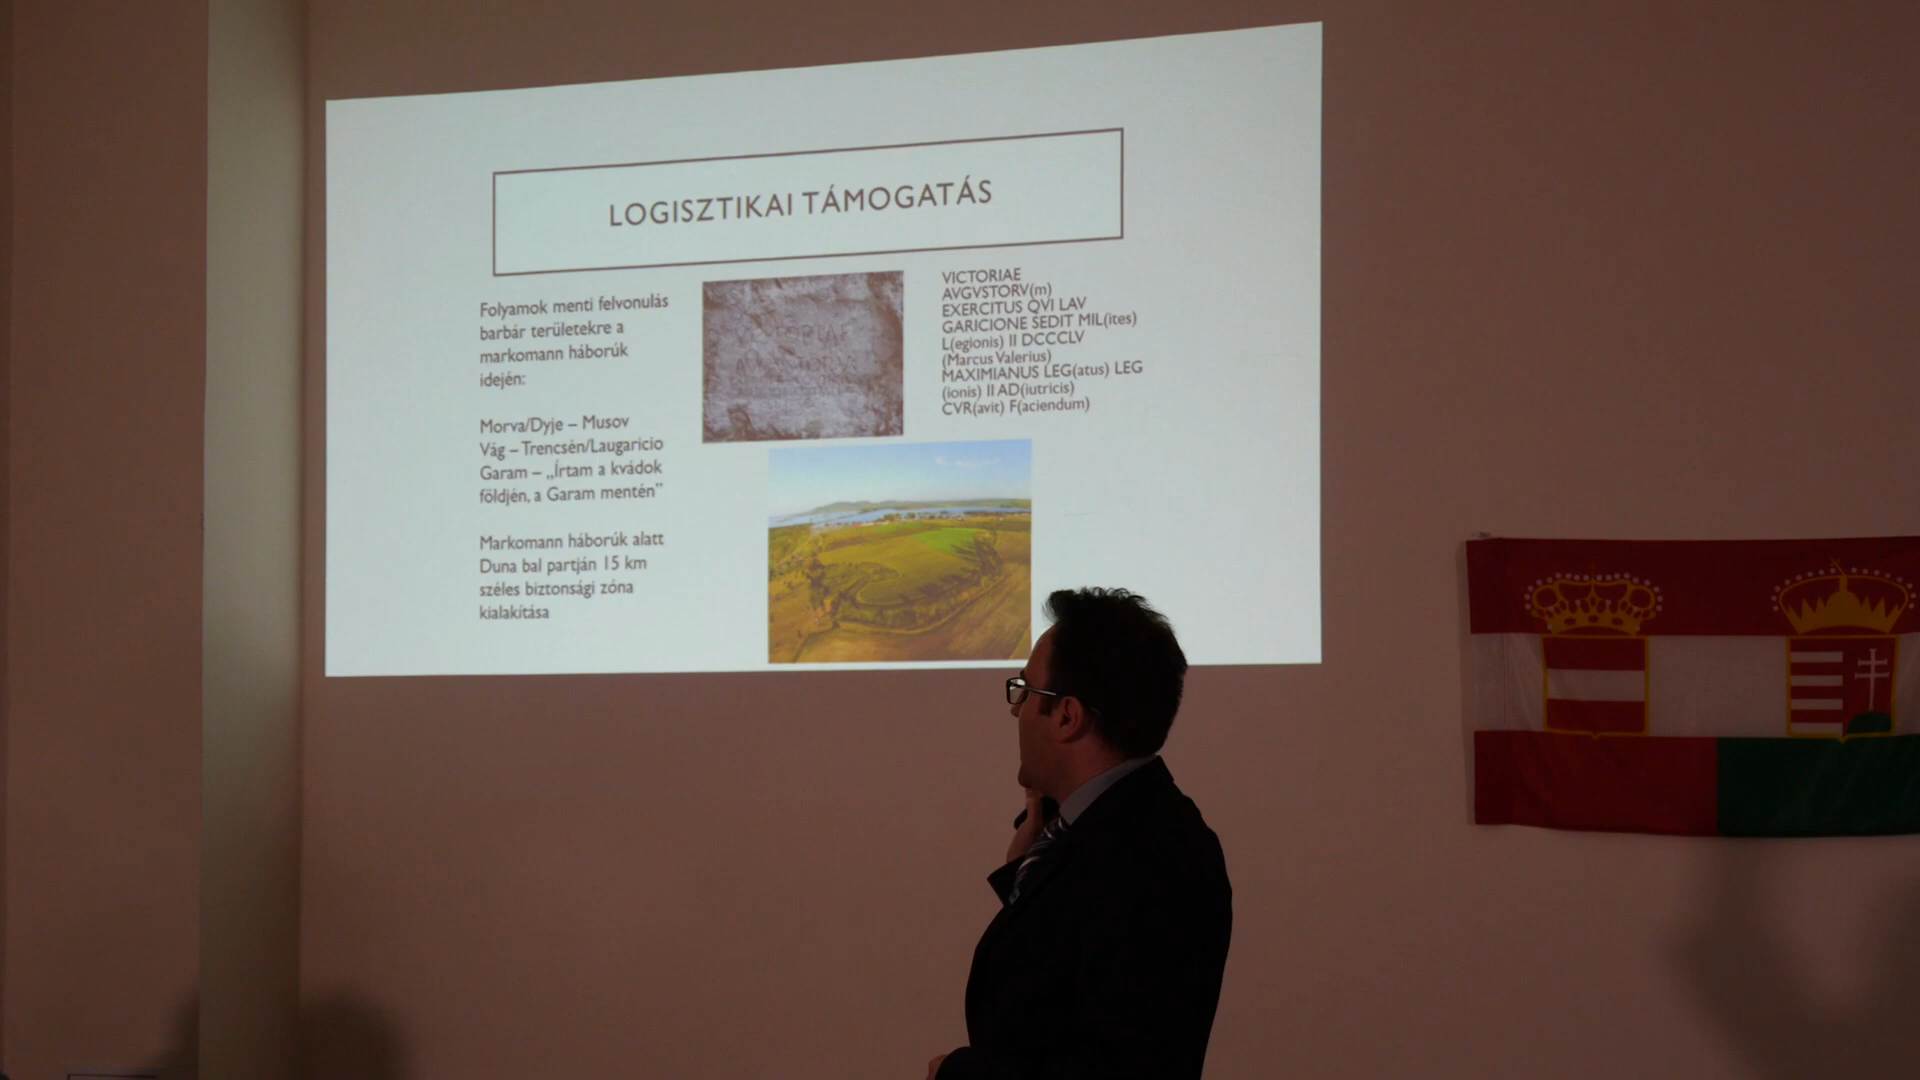 LOGISZTIKAI TÁMOGATÁS
Folyamok menti felvonulás
barbár területekre a
markomann háborúk
idején:
Morva/Dyje – Musov
Vág – Trencsén/Laugaricio
Garam – „Írtam a kvádok
földjén, a Garam mentén”
Markomann háborúk alatt
Duna bal partján 15 km
széles biztonsági zóna
kialakítása
VICTORIAE
AVGVSTORV
VICTORIAE
AVGVSTORV(m)
EXERCITUS QVI LAV
GARICIONE SEDIT MIL(ites)
L(egionis) II DCCCLV
(Marcus Valerius)
MAXIMIANUS LEG(atus) LEG
(ionis) II AD(iutricis)
CVR(avit) F(aciendum)